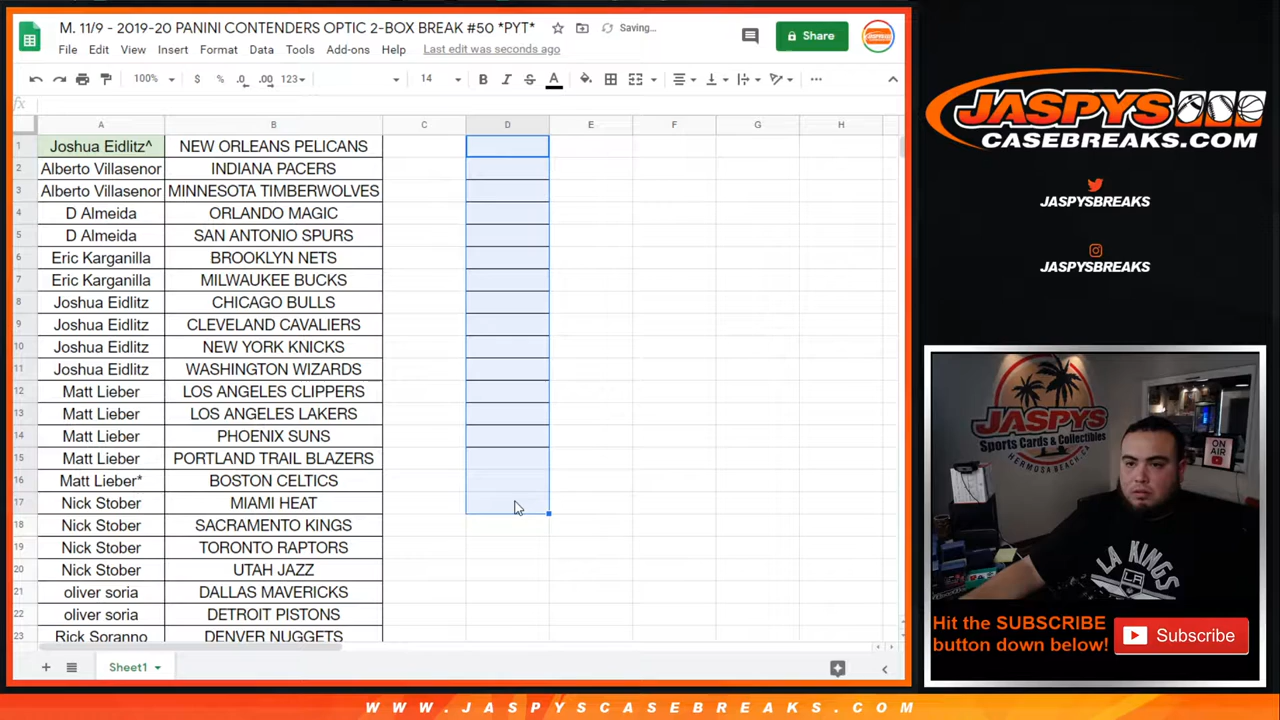 M. 11/9 - 2019-20 PANINI CONTENDERS OPTIC 2-BOX BREAK #50 *PYT*
Saving...
Share
File Edit View Insert Format Data Tools Add-ons Help Last edit was seconds ago
100% $ % .0 .00 123 14 B I S A
fx
A B C D E F G H
1 Joshua Eidlitz^ NEW ORLEANS PELICANS
2 Alberto Villasenor INDIANA PACERS
3 Alberto Villasenor MINNESOTA TIMBERWOLVES
4 D Almeida ORLANDO MAGIC
5 D Almeida SAN ANTONIO SPURS
6 Eric Karganilla BROOKLYN NETS
7 Eric Karganilla MILWAUKEE BUCKS
8 Joshua Eidlitz CHICAGO BULLS
9 Joshua Eidlitz CLEVELAND CAVALIERS
10 Joshua Eidlitz NEW YORK KNICKS
11 Joshua Eidlitz WASHINGTON WIZARDS
12 Matt Lieber LOS ANGELES CLIPPERS
13 Matt Lieber LOS ANGELES LAKERS
14 Matt Lieber PHOENIX SUNS
15 Matt Lieber PORTLAND TRAIL BLAZERS
16 Matt Lieber* BOSTON CELTICS
17 Nick Stober MIAMI HEAT
18 Nick Stober SACRAMENTO KINGS
19 Nick Stober TORONTO RAPTORS
20 Nick Stober UTAH JAZZ
21 oliver soria DALLAS MAVERICKS
22 oliver soria DETROIT PISTONS
23 Rick Soranno DENVER NUGGETS
Sheet1
JASPYS
CASEBREAKS.COM
JASPYSBREAKS
JASPYSBREAKS
JASPYS
Sports Cards & Collectibles
HERMOSA BEACH, CA
ON AIR
LA KINGS
LA
Hit the SUBSCRIBE
button down below!
Subscribe
WWW.JASPYSCASEBREAKS.COM